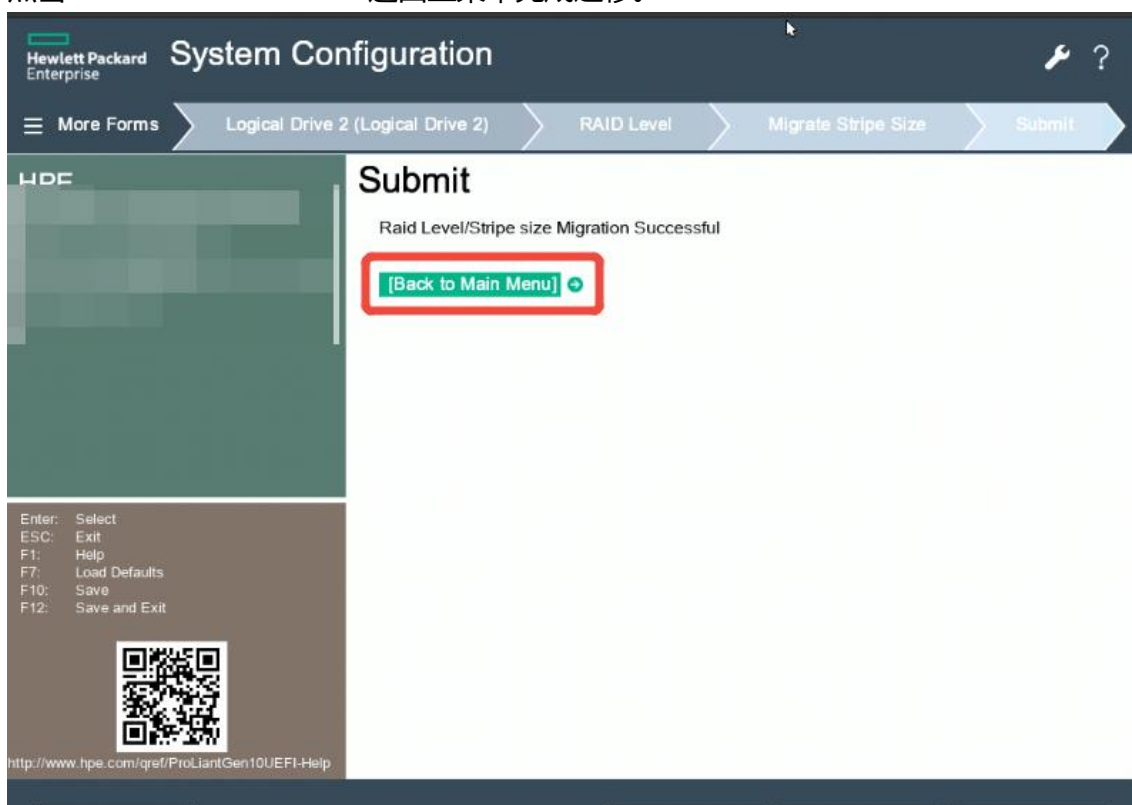 Hewlett Packard
Enterprise
System Configuration
?
More Forms
Logical Drive 2 (Logical Drive 2)
RAID Level
Migrate Stripe Size
Submit
HPE
Submit
Raid Level/Stripe size Migration Successful
[Back to Main Menu]
Enter: Select
ESC: Exit
F1: Help
F7: Load Defaults
F10: Save
F12: Save and Exit
http://www.hpe.com/qref/ProLiantGen10UEFI-Help